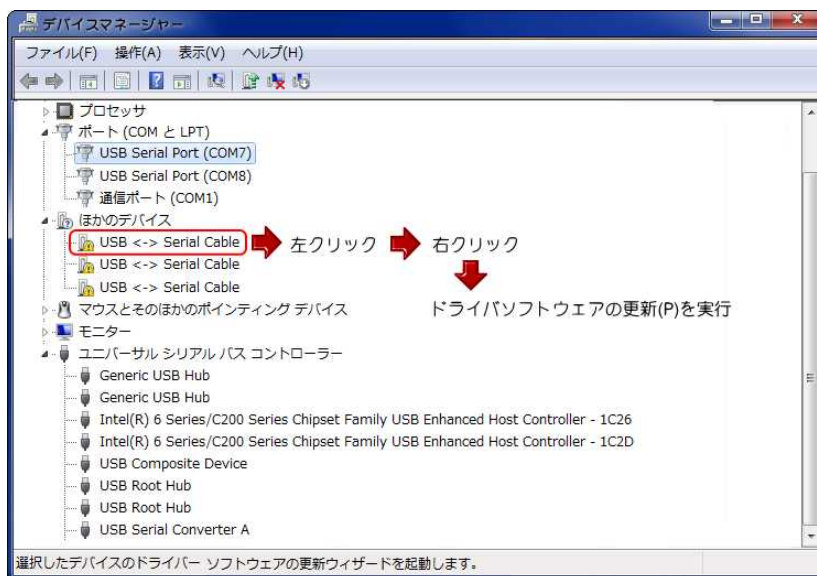 デバイスマネージャー
ファイル(F) 操作(A) 表示(V) ヘルプ(H)
プロセッサ
ポート (COM と LPT)
USB Serial Port (COM7)
USB Serial Port (COM8)
通信ポート (COM1)
ほかのデバイス
USB <-> Serial Cable 左クリック 右クリック
USB <-> Serial Cable
USB <-> Serial Cable
マウスとそのほかのポインティング デバイス ドライバソフトウェアの更新(P)を実行
モニター
ユニバーサル シリアル バス コントローラー
Generic USB Hub
Generic USB Hub
Intel(R) 6 Series/C200 Series Chipset Family USB Enhanced Host Controller - 1C26
Intel(R) 6 Series/C200 Series Chipset Family USB Enhanced Host Controller - 1C2D
USB Composite Device
USB Root Hub
USB Root Hub
USB Serial Converter A
選択したデバイスのドライバー ソフトウェアの更新ウィザードを起動します。